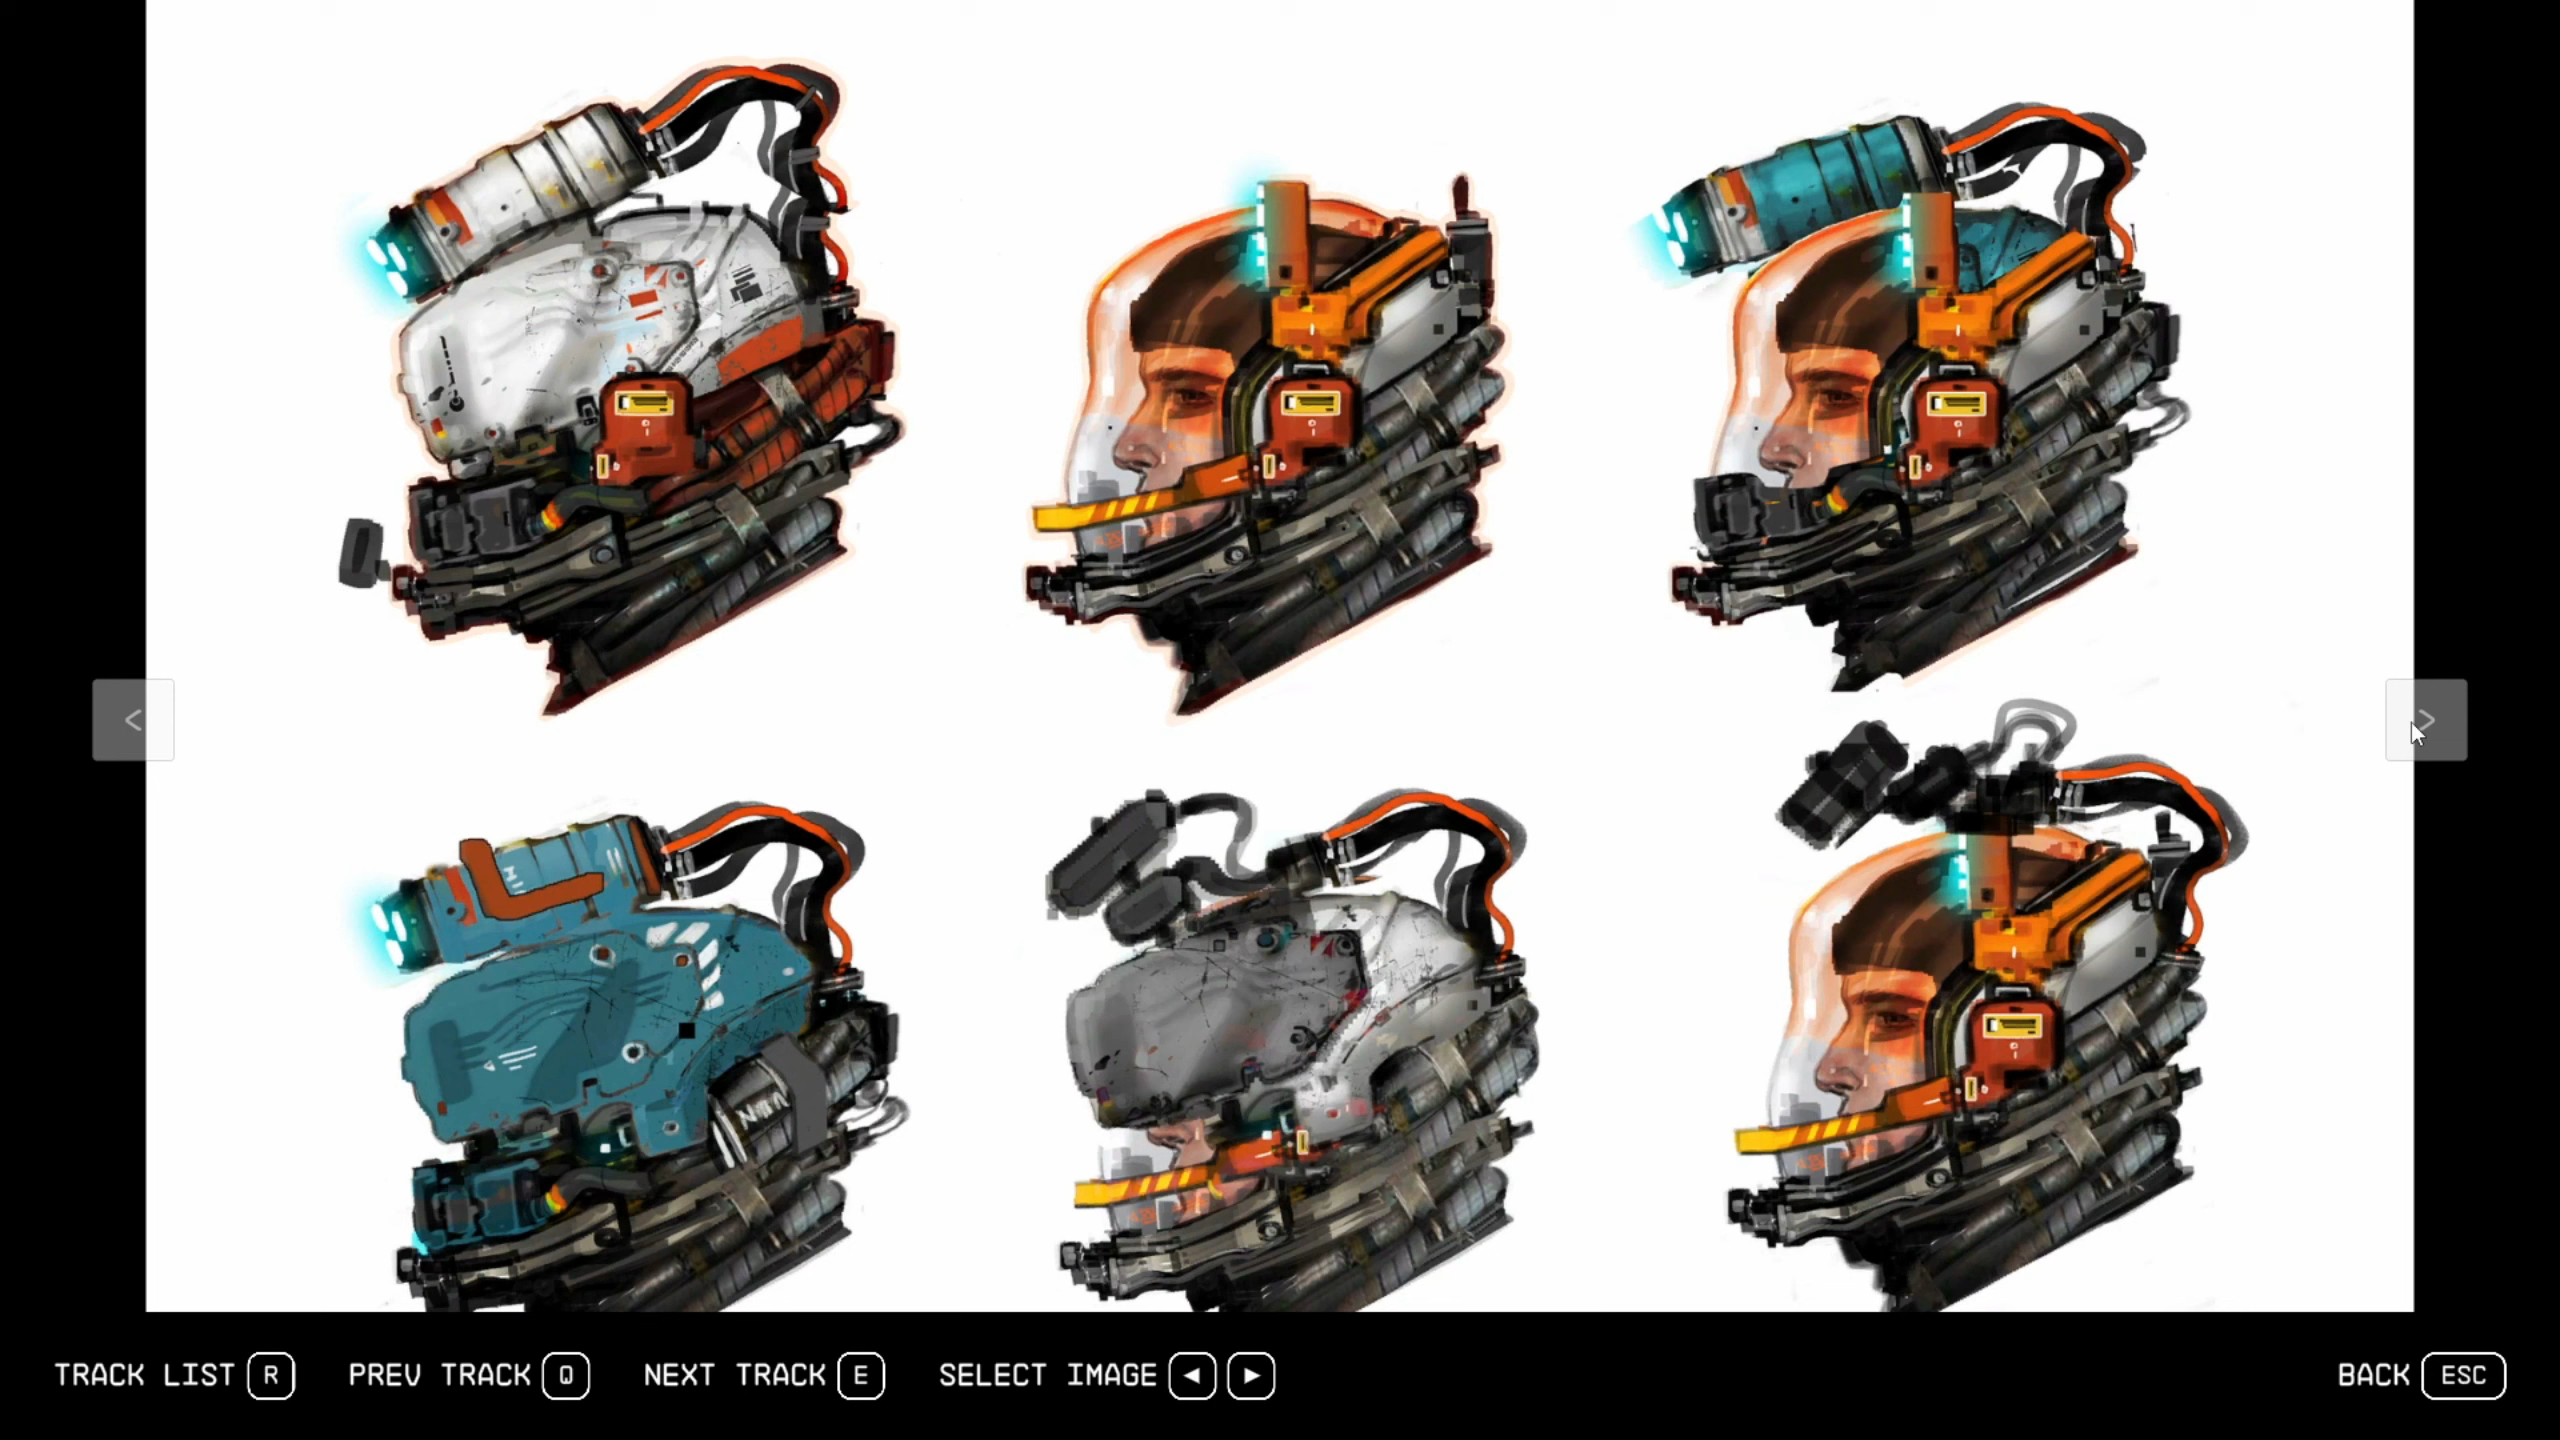 TRACK LIST R PREV TRACK Q NEXT TRACK E SELECT IMAGE ◄ ► BACK ESC